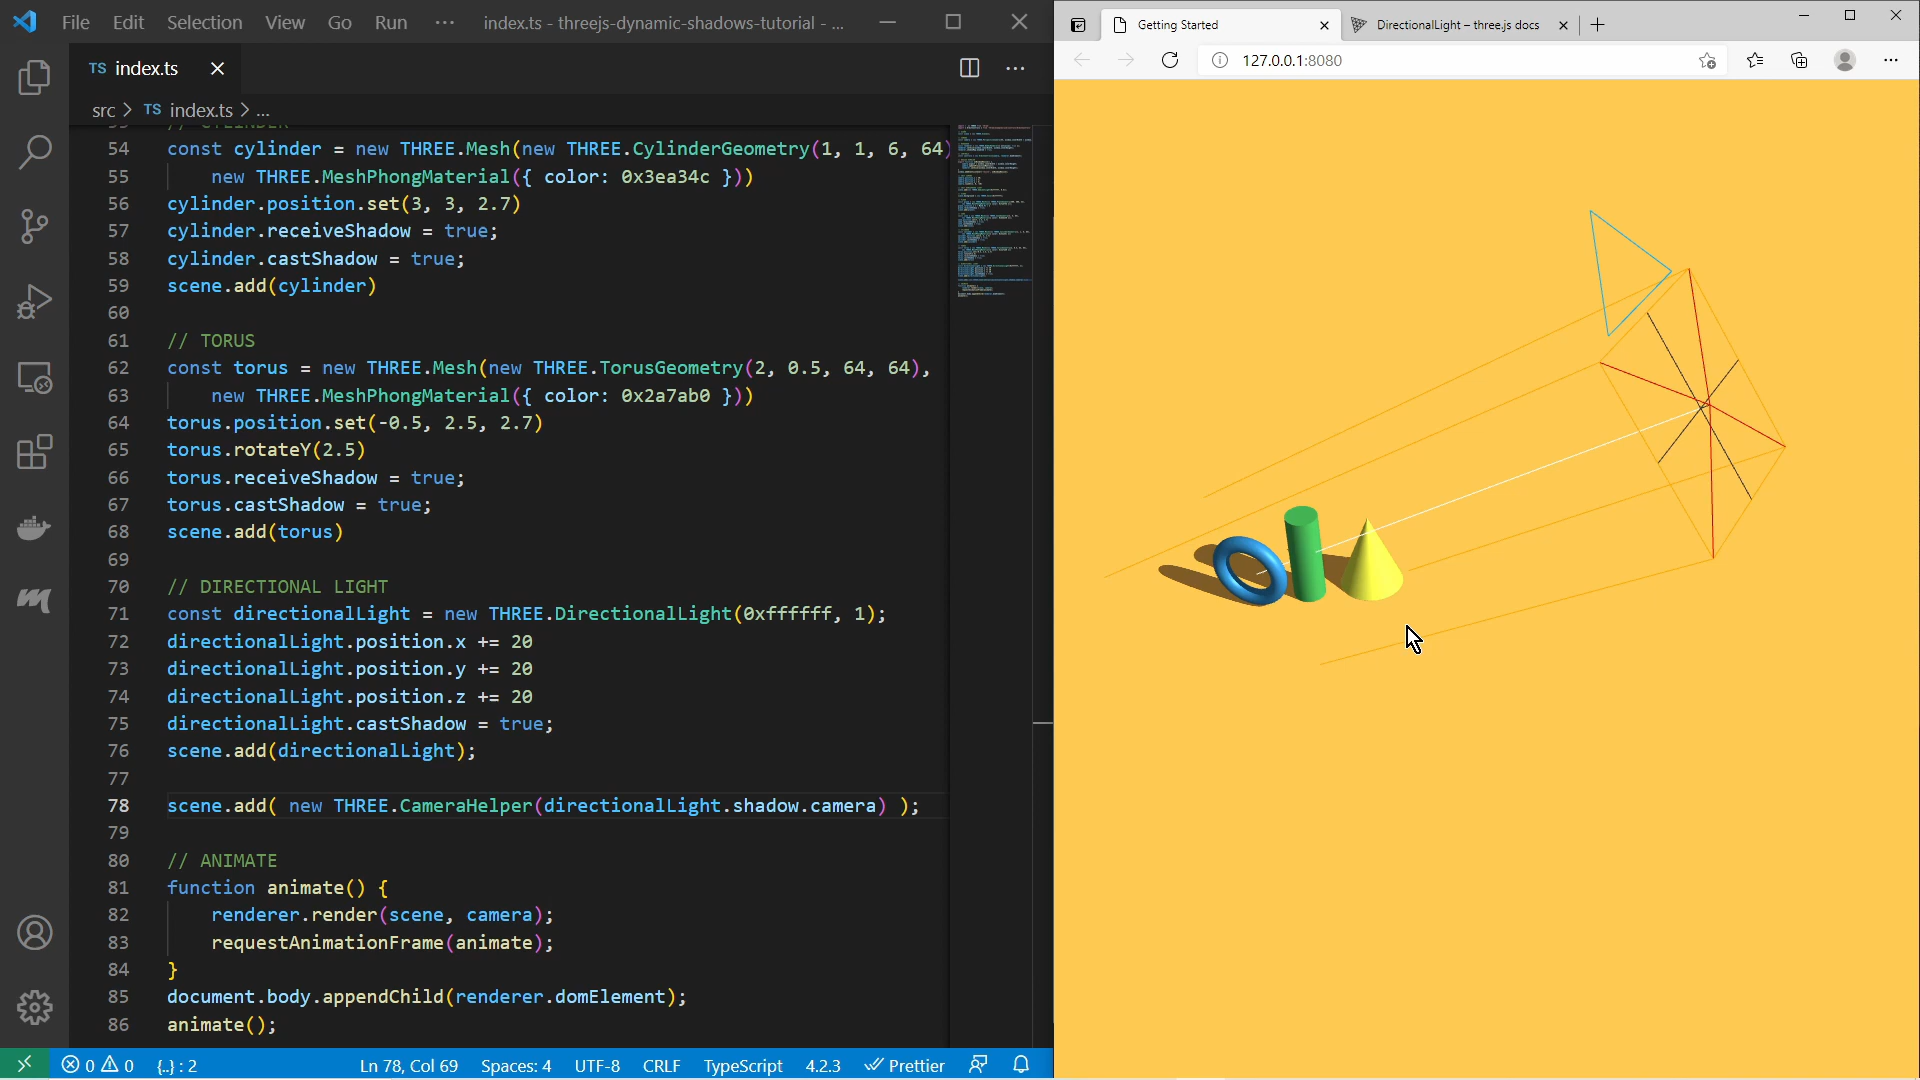 File Edit Selection View Go Run ··· index.ts - threejs-dynamic-shadows-tutorial - ...
TS index.ts
src > TS index.ts > ...
54 const cylinder = new THREE.Mesh(new THREE.CylinderGeometry(1, 1, 6, 64)
55 new THREE.MeshPhongMaterial({ color: 0x3ea34c }))
56 cylinder.position.set(3, 3, 2.7)
57 cylinder.receiveShadow = true;
58 cylinder.castShadow = true;
59 scene.add(cylinder)
60
61 // TORUS
62 const torus = new THREE.Mesh(new THREE.TorusGeometry(2, 0.5, 64, 64),
63 new THREE.MeshPhongMaterial({ color: 0x2a7ab0 }))
64 torus.position.set(-0.5, 2.5, 2.7)
65 torus.rotateY(2.5)
66 torus.receiveShadow = true;
67 torus.castShadow = true;
68 scene.add(torus)
69
70 // DIRECTIONAL LIGHT
71 const directionalLight = new THREE.DirectionalLight(0xffffff, 1);
72 directionalLight.position.x += 20
73 directionalLight.position.y += 20
74 directionalLight.position.z += 20
75 directionalLight.castShadow = true;
76 scene.add(directionalLight);
77
78 scene.add( new THREE.CameraHelper(directionalLight.shadow.camera) );
79
80 // ANIMATE
81 function animate() {
82 renderer.render(scene, camera);
83 requestAnimationFrame(animate);
84 }
85 document.body.appendChild(renderer.domElement);
86 animate();
0 0 {..} : 2 Ln 78, Col 69 Spaces: 4 UTF-8 CRLF TypeScript 4.2.3 Prettier
Getting Started
DirectionalLight – three.js docs
127.0.0.1:8080